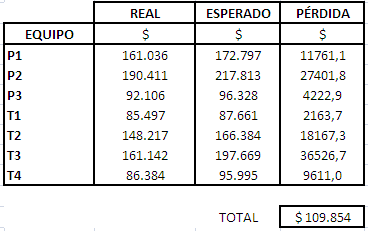 REAL ESPERADO PÉRDIDA
EQUIPO $ $ $
P1 161.036 172.797 11761,1
P2 190.411 217.813 27401,8
P3 92.106 96.328 4222,9
T1 85.497 87.661 2163,7
T2 148.217 166.384 18167,3
T3 161.142 197.669 36526,7
T4 86.384 95.995 9611,0
TOTAL $ 109.854